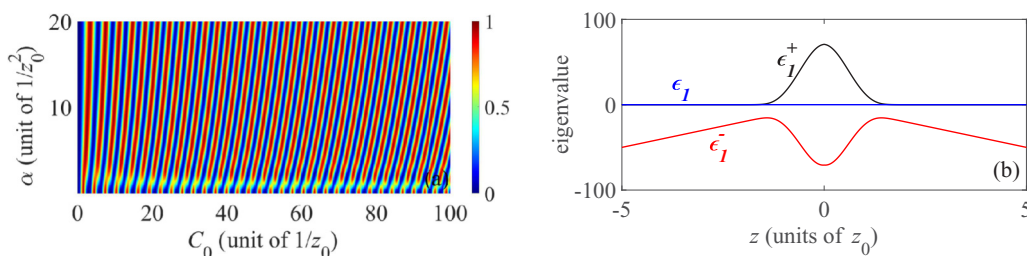 20
10
0
20
40
60
80
100
C₀ (unit of 1/z₀)
α (unit of 1/z₀²)
(a)
1
0.5
0
100
0
-100
eigenvalue
ϵ₁⁺
ϵ₁
ϵ₁⁻
(b)
-5
0
5
z (units of z₀)